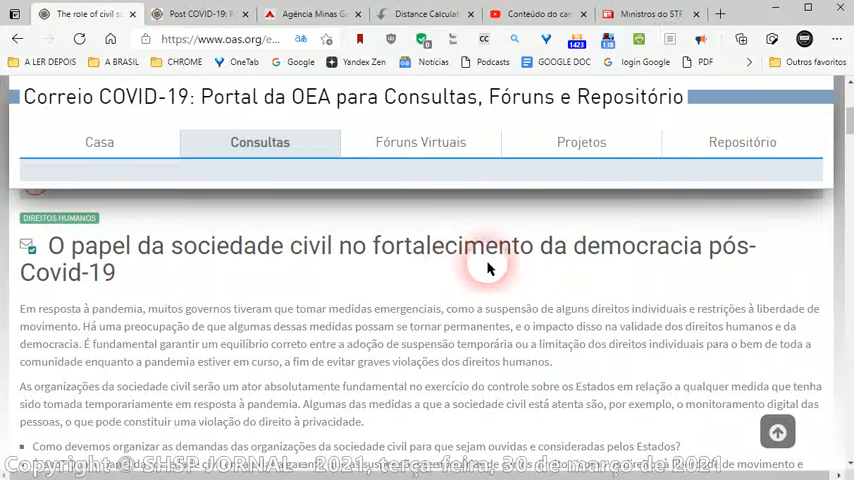 The role of civil s
Post COVID-19: P
Agência Minas Ge
Distance Calculat
Conteúdo do can
Ministros do STF
https://www.oas.org/e...
aあ
CC
1423
138
A LER DEPOIS
A BRASIL
CHROME
OneTab
Google
Yandex Zen
Notícias
Podcasts
GOOGLE DOC
login Google
PDF
Outros favoritos
Correio COVID-19: Portal da OEA para Consultas, Fóruns e Repositório
Casa
Consultas
Fóruns Virtuais
Projetos
Repositório
DIREITOS HUMANOS
O papel da sociedade civil no fortalecimento da democracia pós-
Covid-19
Em resposta à pandemia, muitos governos tiveram que tomar medidas emergenciais, como a suspensão de alguns direitos individuais e restrições à liberdade de
movimento. Há uma preocupação de que algumas dessas medidas possam se tornar permanentes, e o impacto disso na validade dos direitos humanos e da
democracia. É fundamental garantir um equilíbrio correto entre a adoção de suspensão temporária ou a limitação dos direitos individuais para o bem de toda a
comunidade enquanto a pandemia estiver em curso, a fim de evitar graves violações dos direitos humanos.
As organizações da sociedade civil serão um ator absolutamente fundamental no exercício do controle sobre os Estados em relação a qualquer medida que tenha
sido tomada temporariamente em resposta à pandemia. Algumas das medidas a que a sociedade civil está atenta são, por exemplo, o monitoramento digital das
pessoas, o que pode constituir uma violação do direito à privacidade.
Como devemos organizar as demandas das organizações da sociedade civil para que sejam ouvidas e consideradas pelos Estados?
de movimento e
Copyright © SHSP JORNAL - 2021, terça-feira, 30 de março de 2021